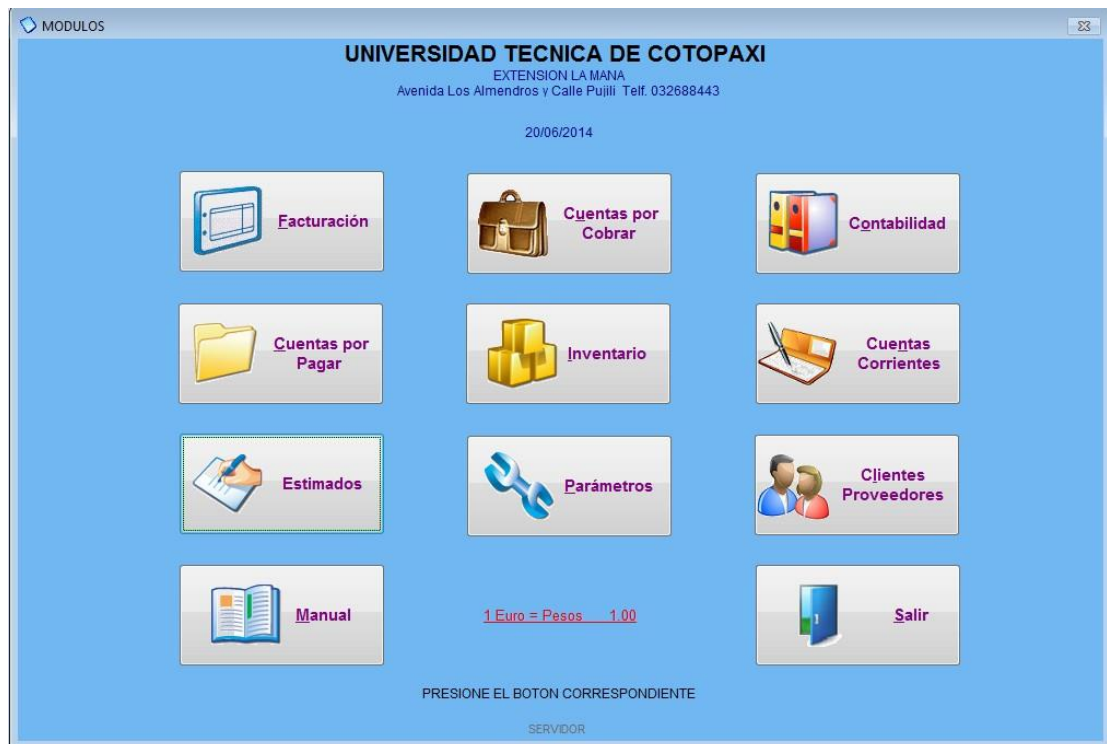 MODULOS
UNIVERSIDAD TECNICA DE COTOPAXI
EXTENSION LA MANA
Avenida Los Almendros y Calle Pujili Telf. 032688443
20/06/2014
Facturación
Cuentas por
Cobrar
Contabilidad
Cuentas por
Pagar
Inventario
Cuentas
Corrientes
Estimados
Parámetros
Clientes
Proveedores
Manual
1 Euro = Pesos 1.00
Salir
PRESIONE EL BOTON CORRESPONDIENTE
SERVIDOR